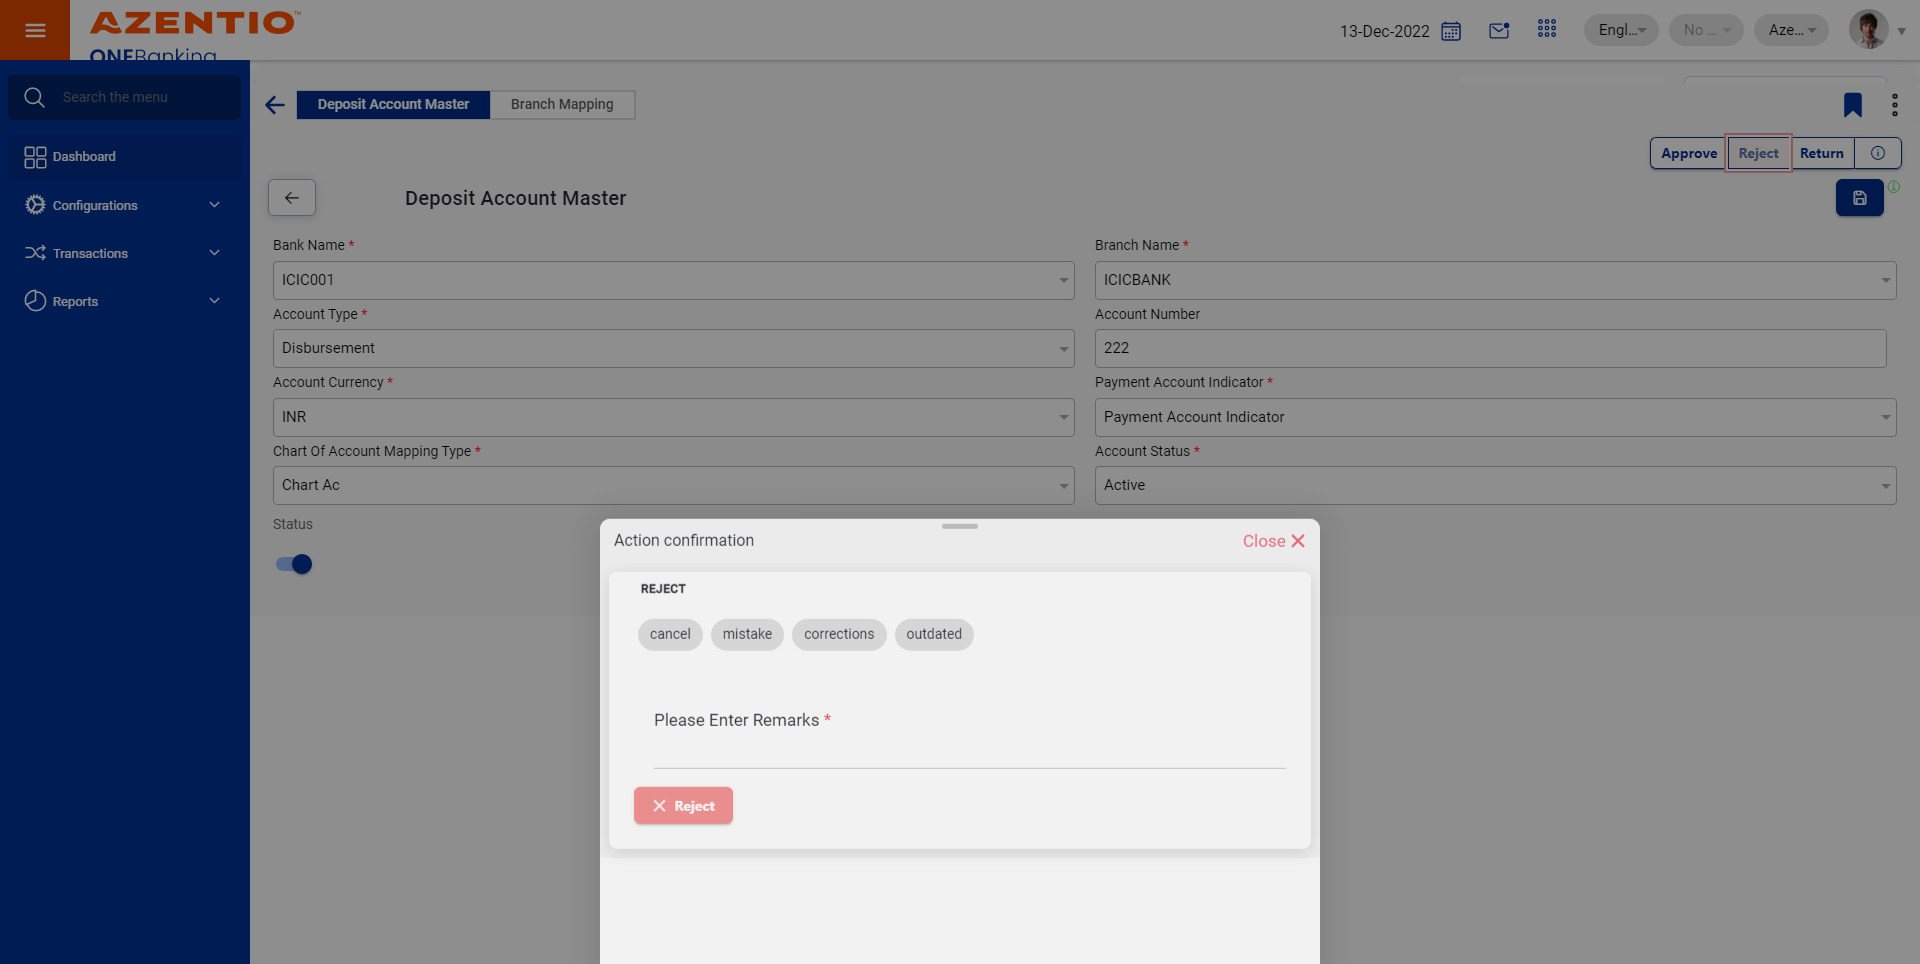 AZENTIO™
ONEBanking
13-Dec-2022
Engl...
No ...
Aze...
Search the menu
Dashboard
Configurations
Transactions
Reports
Deposit Account Master
Branch Mapping
Approve
Reject
Return
Deposit Account Master
Bank Name *
ICIC001
Branch Name *
ICICBANK
Account Type *
Disbursement
Account Number
222
Account Currency *
INR
Payment Account Indicator *
Payment Account Indicator
Chart Of Account Mapping Type *
Chart Ac
Account Status *
Active
Status
Action confirmation
Close
REJECT
cancel
mistake
corrections
outdated
Please Enter Remarks *
Reject